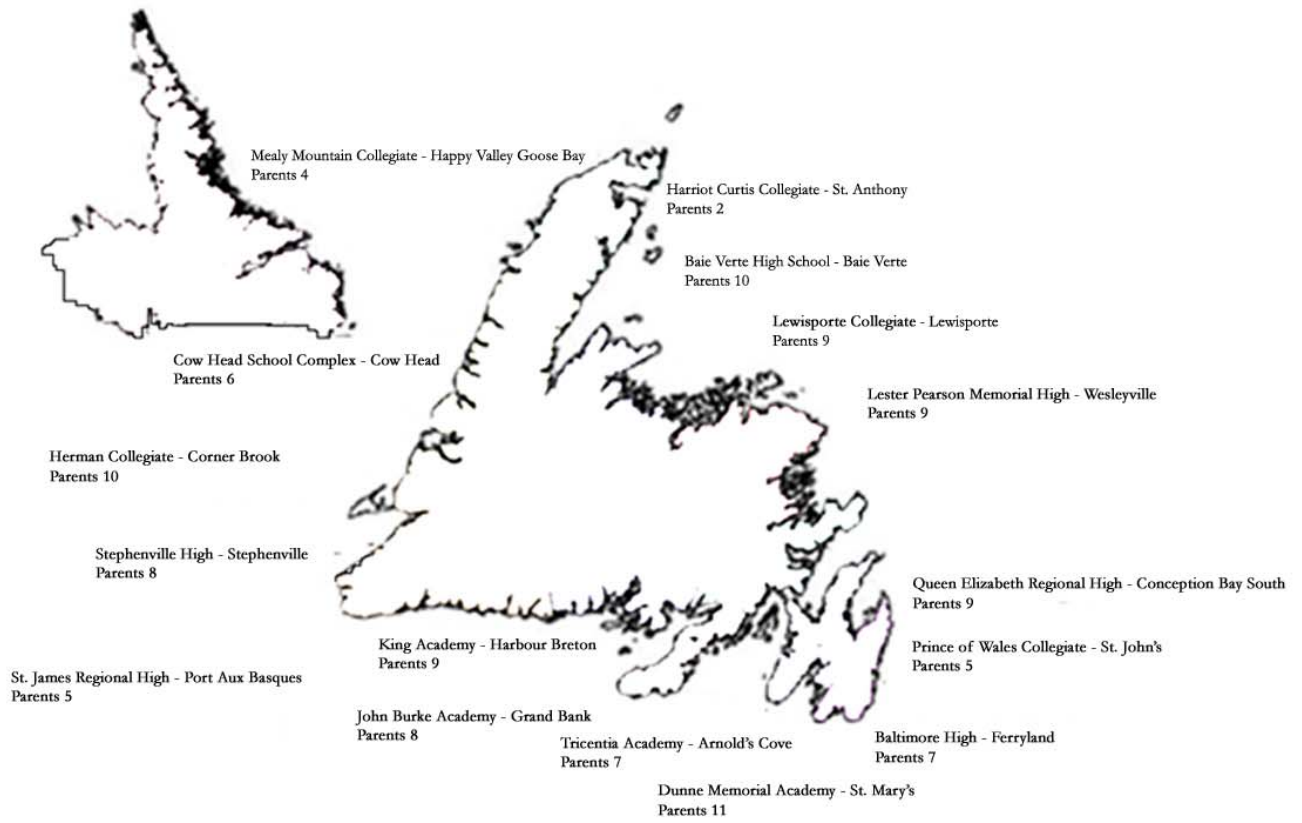 Mealy Mountain Collegiate - Happy Valley Goose Bay
Parents 4
Harriot Curtis Collegiate - St. Anthony
Parents 2
Baie Verte High School - Baie Verte
Parents 10
Lewisporte Collegiate - Lewisporte
Parents 9
Cow Head School Complex - Cow Head
Parents 6
Lester Pearson Memorial High - Wesleyville
Parents 9
Herman Collegiate - Corner Brook
Parents 10
Stephenville High - Stephenville
Parents 8
Queen Elizabeth Regional High - Conception Bay South
Parents 9
King Academy - Harbour Breton
Parents 9
Prince of Wales Collegiate - St. John's
Parents 5
St. James Regional High - Port Aux Basques
Parents 5
John Burke Academy - Grand Bank
Parents 8
Tricentia Academy - Arnold's Cove
Parents 7
Baltimore High - Ferryland
Parents 7
Dunne Memorial Academy - St. Mary's
Parents 11